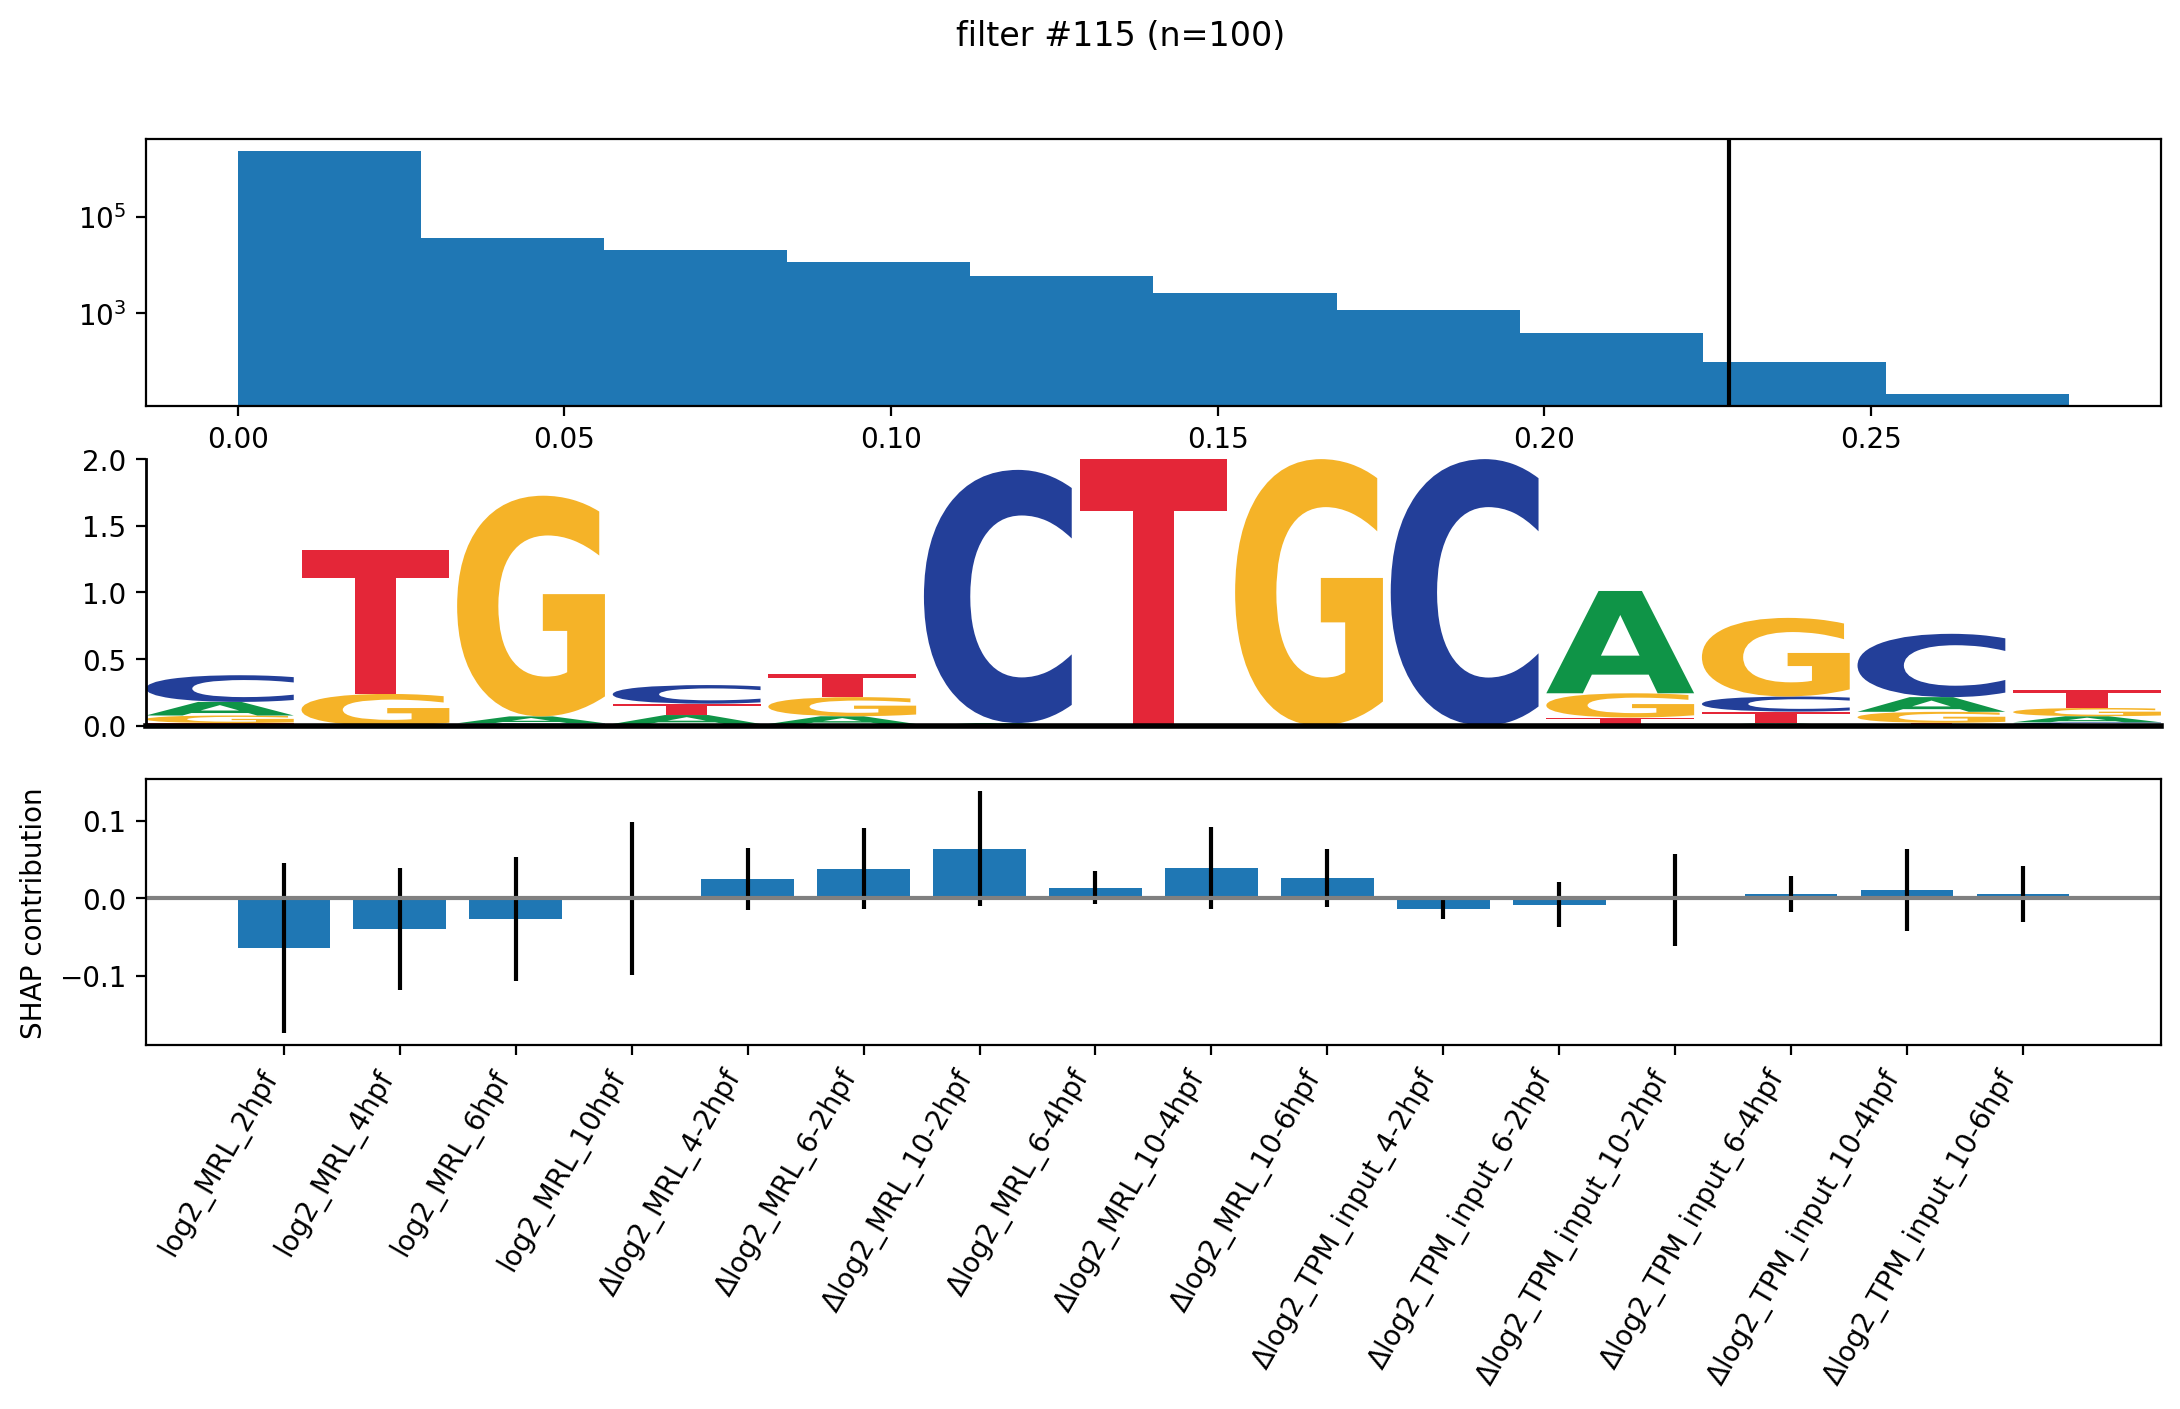 filter #115 (n=100)
10^5
10^3
0.00 0.05 0.10 0.15 0.20 0.25
2.0
1.5
1.0
0.5
0.0
C T G C T C T G C A G C T
A G A T G G C A G
G A A T T G A
SHAP contribution
0.1
0.0
−0.1
log2_MRL_2hpf
log2_MRL_4hpf
log2_MRL_6hpf
log2_MRL_10hpf
Δlog2_MRL_4-2hpf
Δlog2_MRL_6-2hpf
Δlog2_MRL_10-2hpf
Δlog2_MRL_6-4hpf
Δlog2_MRL_10-4hpf
Δlog2_MRL_10-6hpf
Δlog2_TPM_input_4-2hpf
Δlog2_TPM_input_6-2hpf
Δlog2_TPM_input_10-2hpf
Δlog2_TPM_input_6-4hpf
Δlog2_TPM_input_10-4hpf
Δlog2_TPM_input_10-6hpf